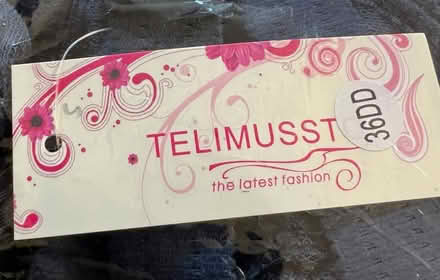 TELIMUSST
the latest fashion
36DD